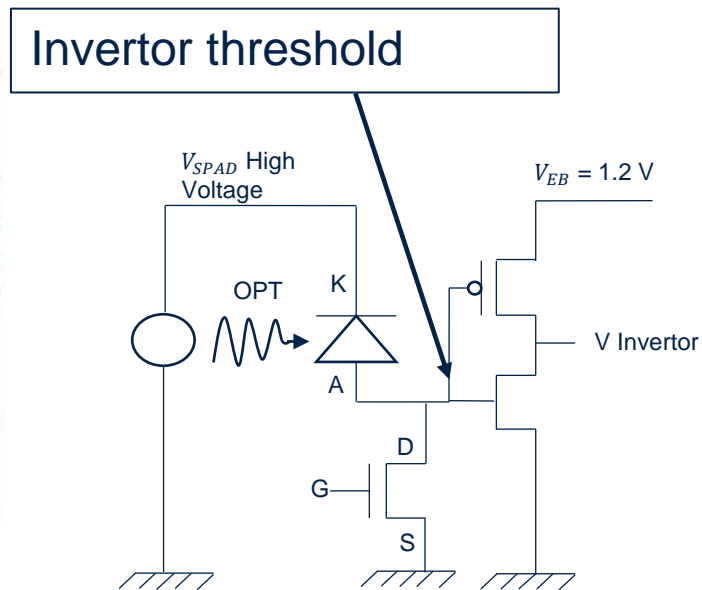 Invertor threshold
V_SPAD High
Voltage
V_EB = 1.2 V
K
OPT
V Invertor
A
D
G
S